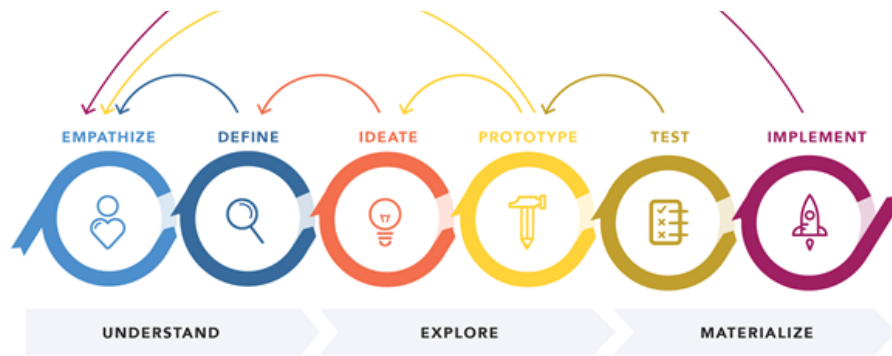 EMPATHIZE DEFINE IDEATE PROTOTYPE TEST IMPLEMENT
UNDERSTAND EXPLORE MATERIALIZE